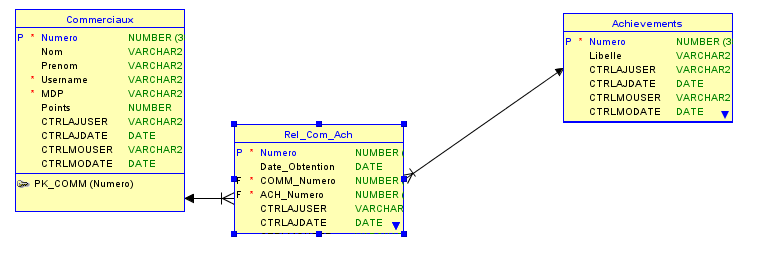 Commerciaux
P * Numero NUMBER (3
Nom VARCHAR2
Prenom VARCHAR2
* Username VARCHAR2
* MDP VARCHAR2
Points NUMBER
CTRLAJUSER VARCHAR2
CTRLAJDATE DATE
CTRLMOUSER VARCHAR2
CTRLMODATE DATE
PK_COMM (Numero)
Rel_Com_Ach
P * Numero NUMBER (
Date_Obtention DATE
F * COMM_Numero NUMBER
F * ACH_Numero NUMBER (
CTRLAJUSER VARCHAR
CTRLAJDATE DATE
Achievements
P * Numero NUMBER (3
Libelle VARCHAR2
CTRLAJUSER VARCHAR2
CTRLAJDATE DATE
CTRLMOUSER VARCHAR2
CTRLMODATE DATE